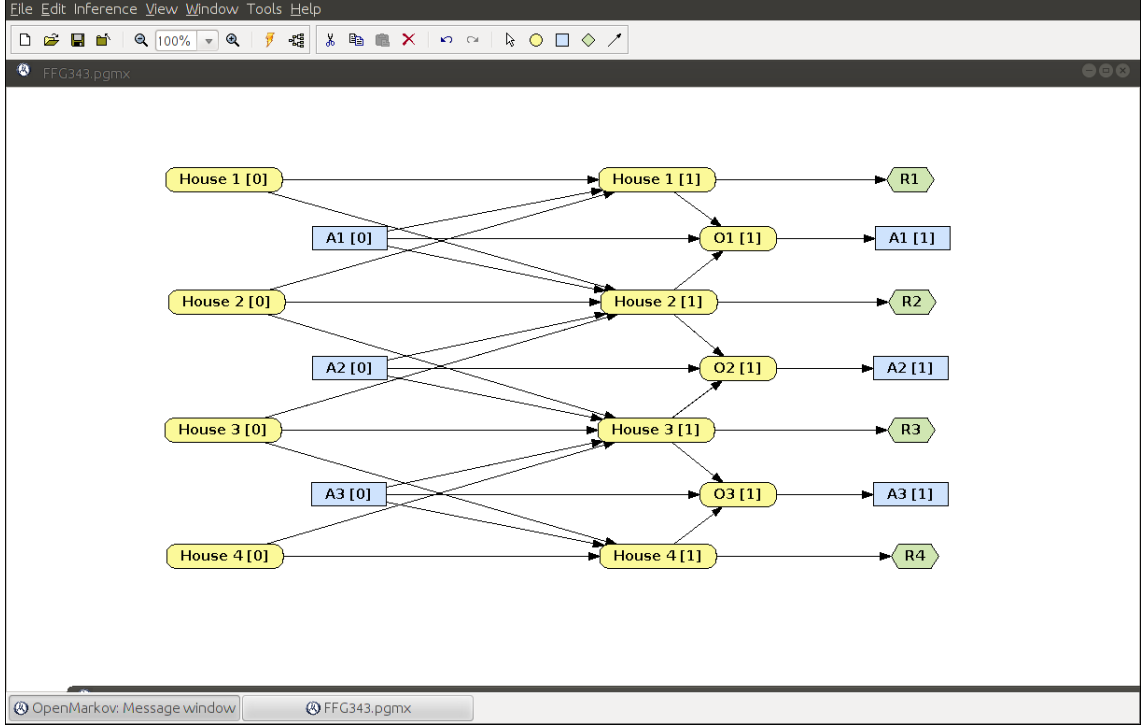 File Edit Inference View Window Tools Help
100%
FFG343.pgmx
House 1 [0]
House 1 [1]
R1
A1 [0]
O1 [1]
A1 [1]
House 2 [0]
House 2 [1]
R2
A2 [0]
O2 [1]
A2 [1]
House 3 [0]
House 3 [1]
R3
A3 [0]
O3 [1]
A3 [1]
House 4 [0]
House 4 [1]
R4
OpenMarkov: Message window
FFG343.pgmx